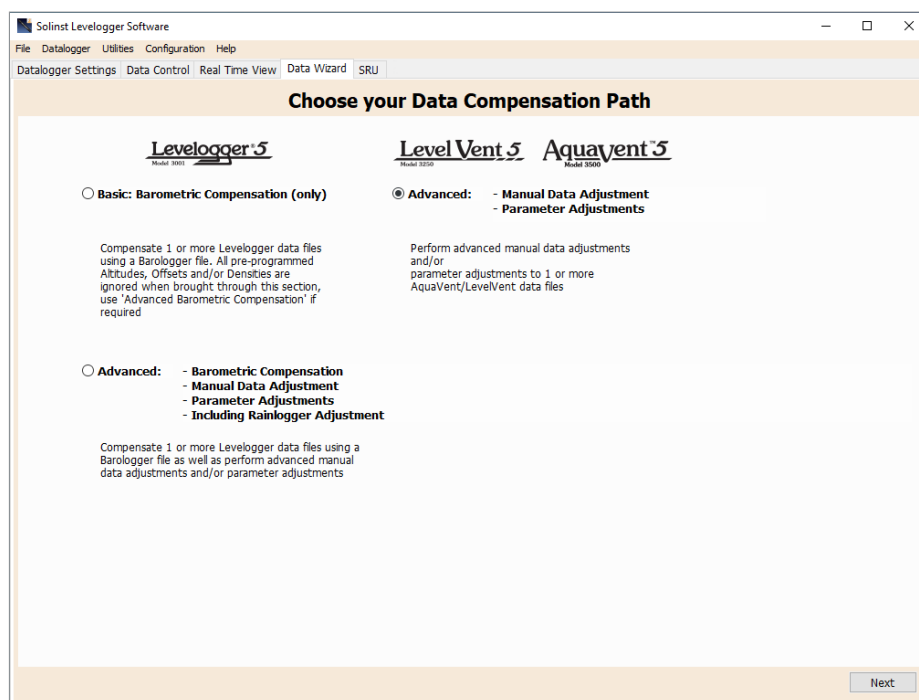 Solinst Levelogger Software
File Datalogger Utilities Configuration Help
Datalogger Settings Data Control Real Time View Data Wizard SRU
Choose your Data Compensation Path
Levelogger 5
Model 3001
LevelVent 5
Model 3250
Aquavent™5
Model 3500
Basic: Barometric Compensation (only)
Compensate 1 or more Levelogger data files
using a Barologger file. All pre-programmed
Altitudes, Offsets and/or Densities are
ignored when brought through this section,
use 'Advanced Barometric Compensation' if
required
Advanced: - Manual Data Adjustment
- Parameter Adjustments
Perform advanced manual data adjustments
and/or
parameter adjustments to 1 or more
AquaVent/LevelVent data files
Advanced: - Barometric Compensation
- Manual Data Adjustment
- Parameter Adjustments
- Including Rainlogger Adjustment
Compensate 1 or more Levelogger data files using a
Barologger file as well as perform advanced manual
data adjustments and/or parameter adjustments
Next